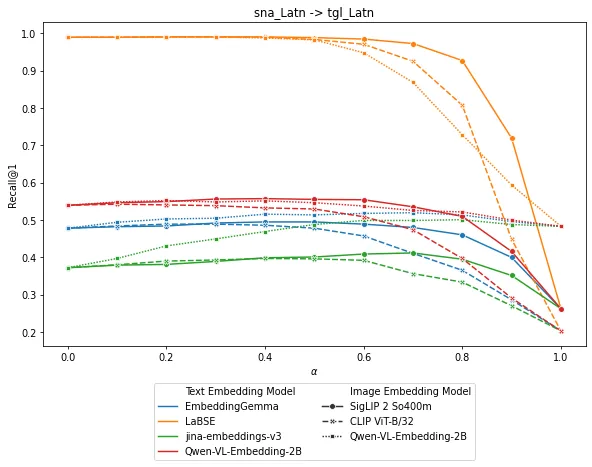 sna_Latn -> tgl_Latn
Recall@1
1.0
0.9
0.8
0.7
0.6
0.5
0.4
0.3
0.2
0.0 0.2 0.4 0.6 0.8 1.0
α
Text Embedding Model Image Embedding Model
EmbeddingGemma SigLIP 2 So400m
LaBSE CLIP ViT-B/32
jina-embeddings-v3 Qwen-VL-Embedding-2B
Qwen-VL-Embedding-2B